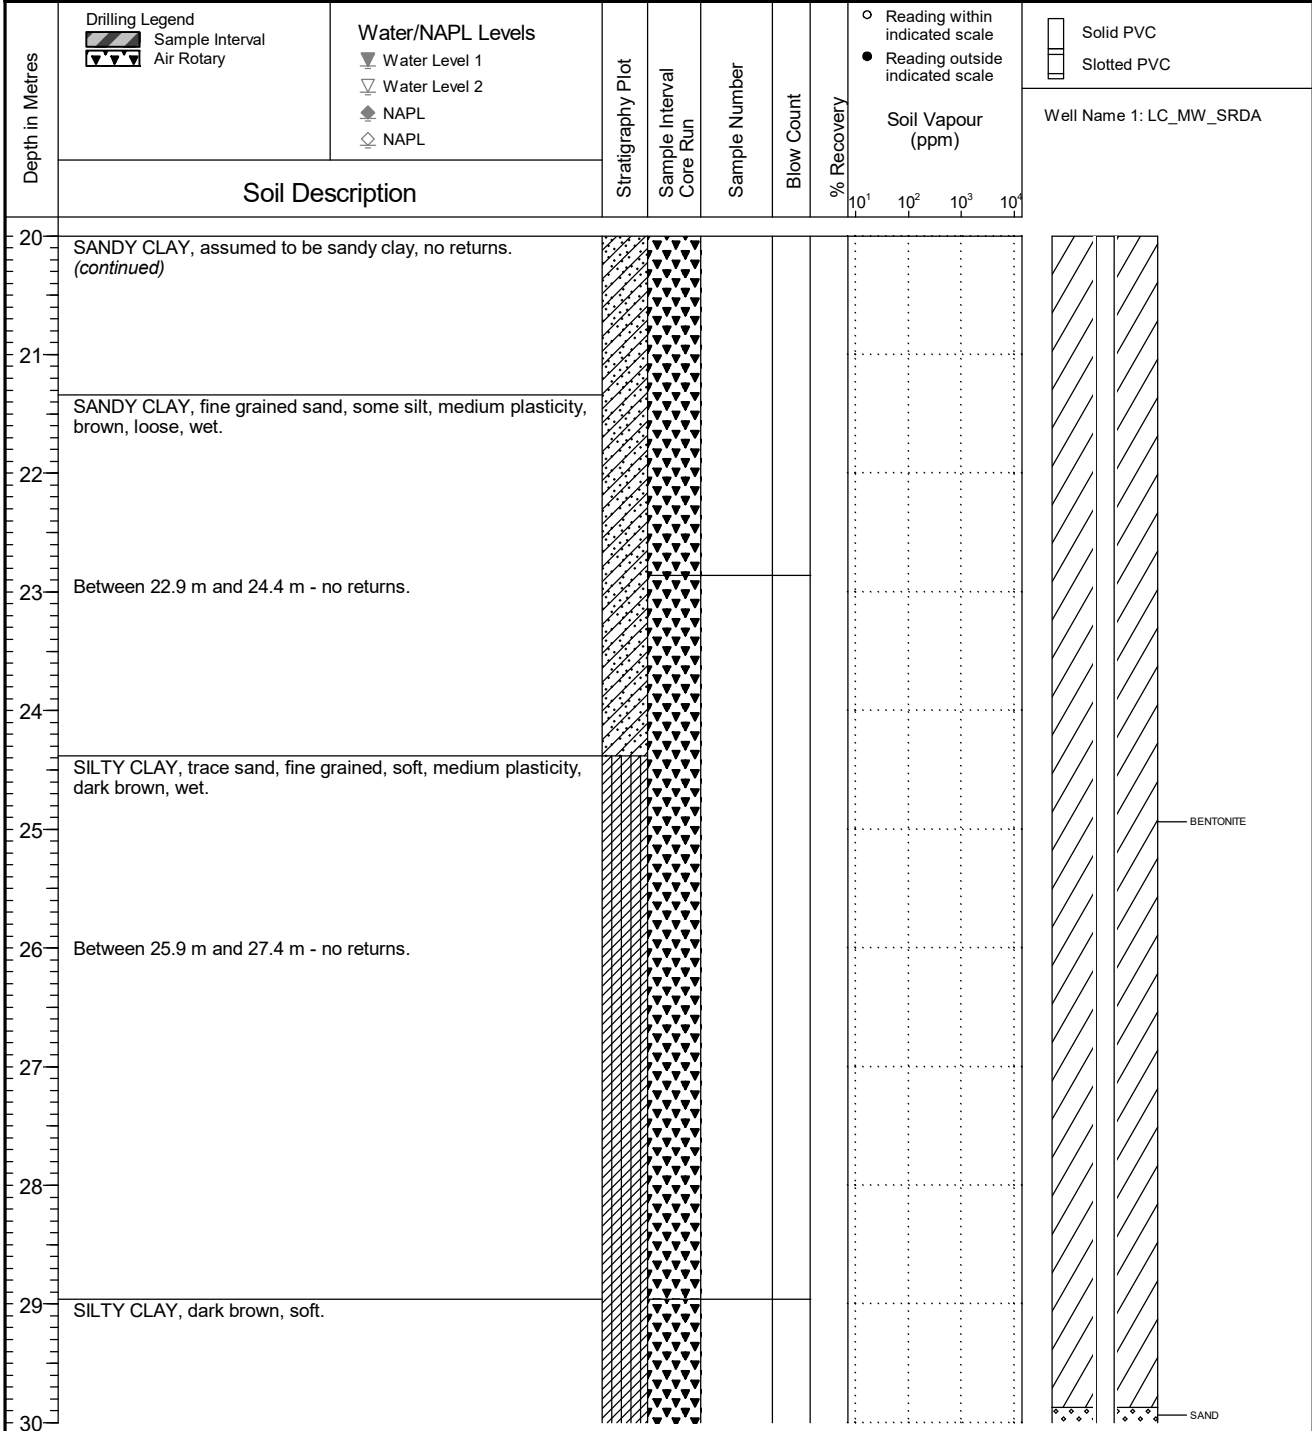 Depth in Metres
Drilling Legend
Sample Interval
Air Rotary
Water/NAPL Levels
Water Level 1
Water Level 2
NAPL
NAPL
Soil Description
Stratigraphy Plot
Sample Interval
Core Run
Sample Number
Blow Count
% Recovery
Reading within
indicated scale
Reading outside
indicated scale
Soil Vapour
(ppm)
10¹ 10² 10³ 10⁴
Solid PVC
Slotted PVC
Well Name 1: LC_MW_SRDA
20
SANDY CLAY, assumed to be sandy clay, no returns.
(continued)
21
SANDY CLAY, fine grained sand, some silt, medium plasticity,
brown, loose, wet.
22
Between 22.9 m and 24.4 m - no returns.
23
24
SILTY CLAY, trace sand, fine grained, soft, medium plasticity,
dark brown, wet.
BENTONITE
25
Between 25.9 m and 27.4 m - no returns.
26
27
28
29
SILTY CLAY, dark brown, soft.
SAND
30